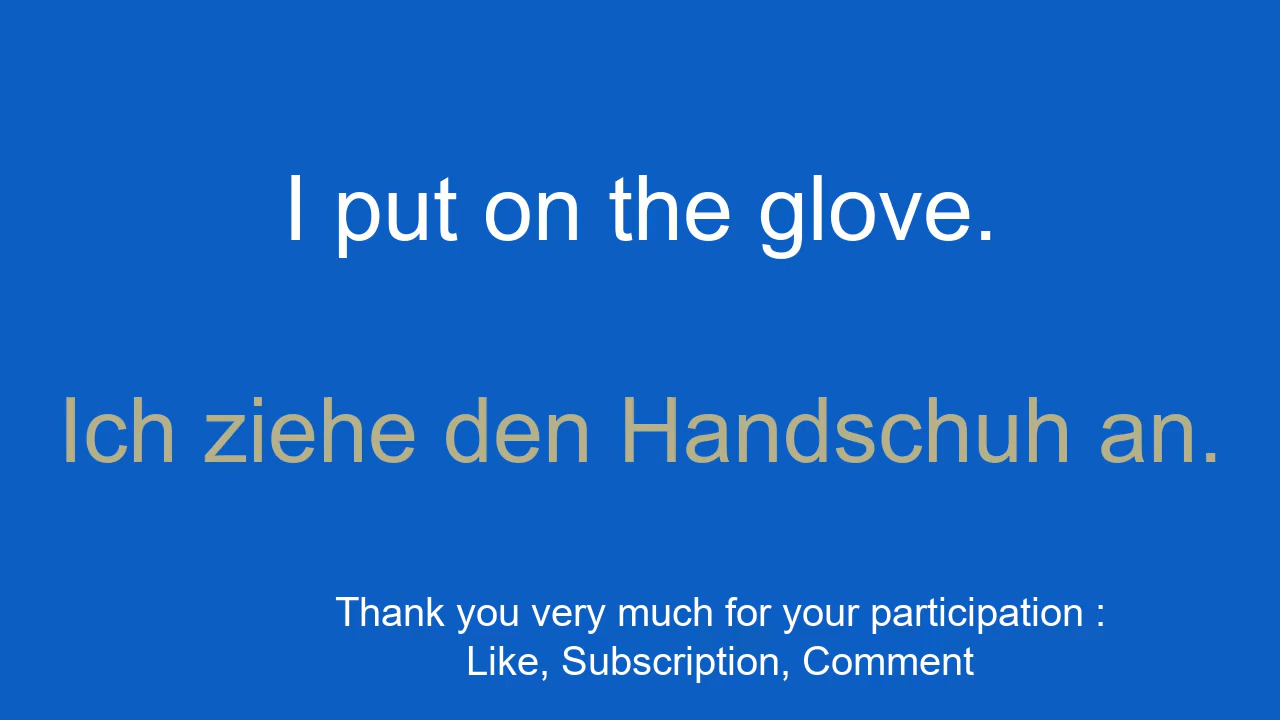 I put on the glove.
Ich ziehe den Handschuh an.
Thank you very much for your participation :
Like, Subscription, Comment